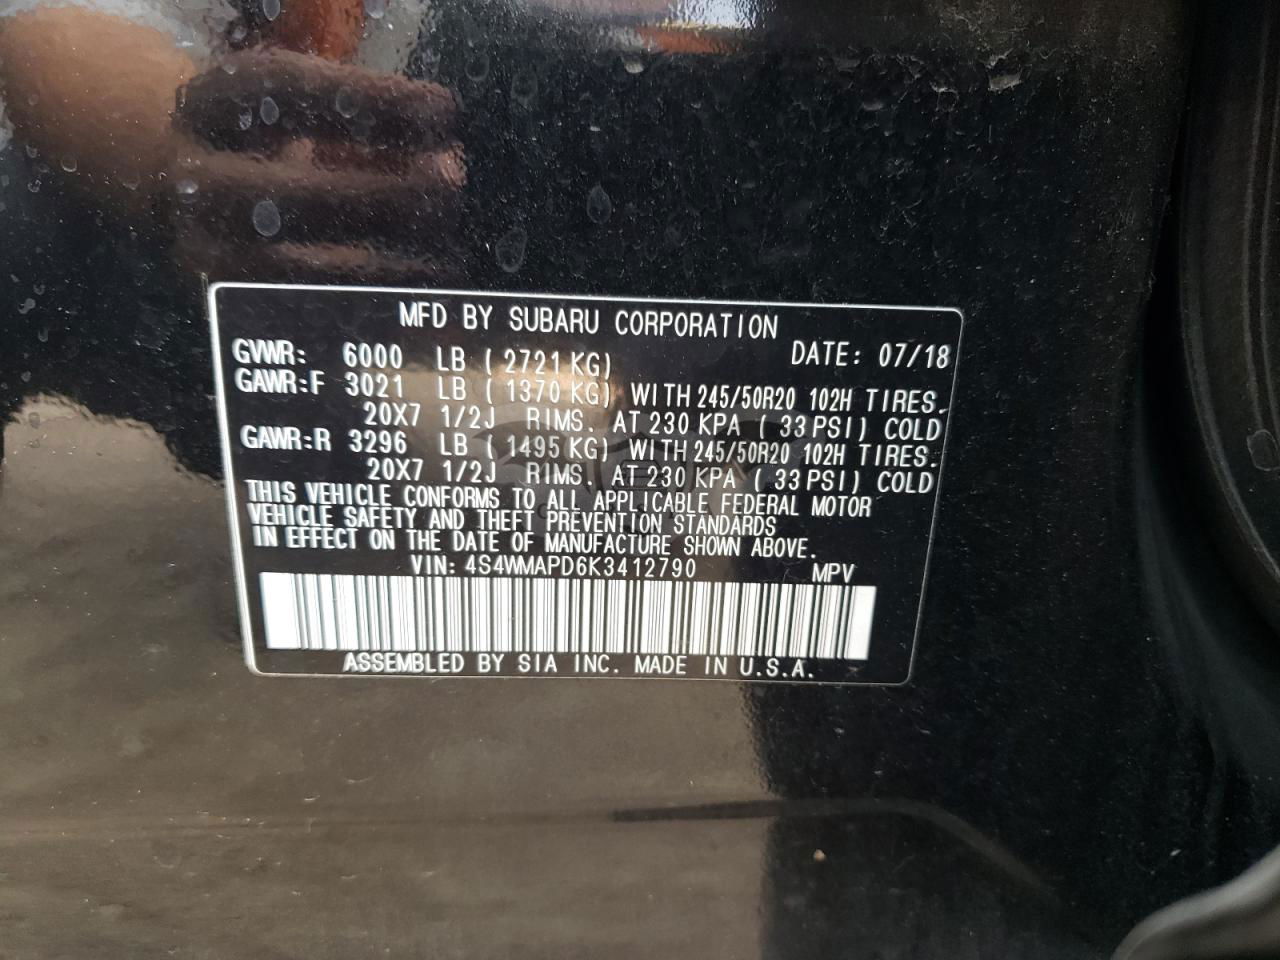 MFD BY SUBARU CORPORATION
GVWR: 6000 LB ( 2721 KG) DATE: 07/18
GAWR:F 3021 LB ( 1370 KG) WITH 245/50R20 102H TIRES.
20X7 1/2J RIMS. AT 230 KPA ( 33 PSI) COLD
GAWR:R 3296 LB ( 1495 KG) WITH 245/50R20 102H TIRES.
20X7 1/2J RIMS. AT 230 KPA ( 33 PSI) COLD
THIS VEHICLE CONFORMS TO ALL APPLICABLE FEDERAL MOTOR
VEHICLE SAFETY AND THEFT PREVENTION STANDARDS
IN EFFECT ON THE DATE OF MANUFACTURE SHOWN ABOVE.
VIN: 4S4WMAPD6K3412790 MPV
ASSEMBLED BY SIA INC. MADE IN U.S.A.